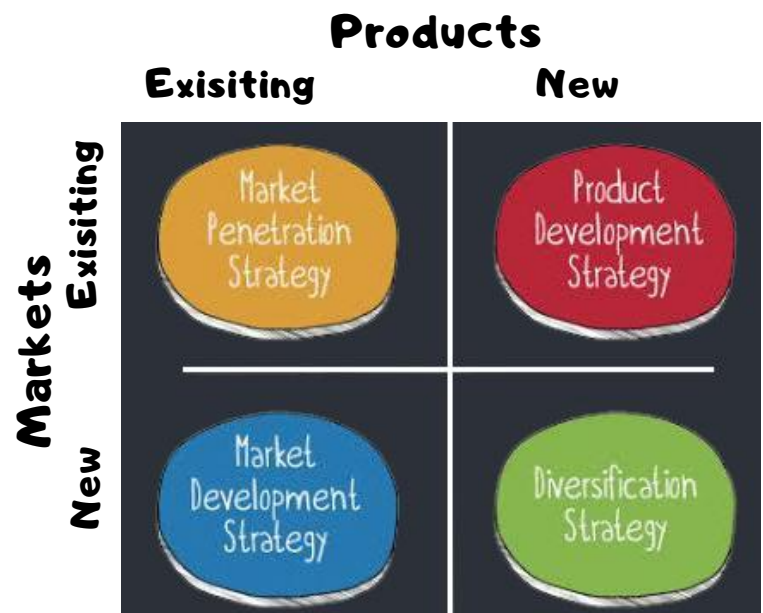 Products
Exisiting New
Markets
Exisiting
Market
Penetration
Strategy
Product
Development
Strategy
New
Market
Development
Strategy
Diversification
Strategy